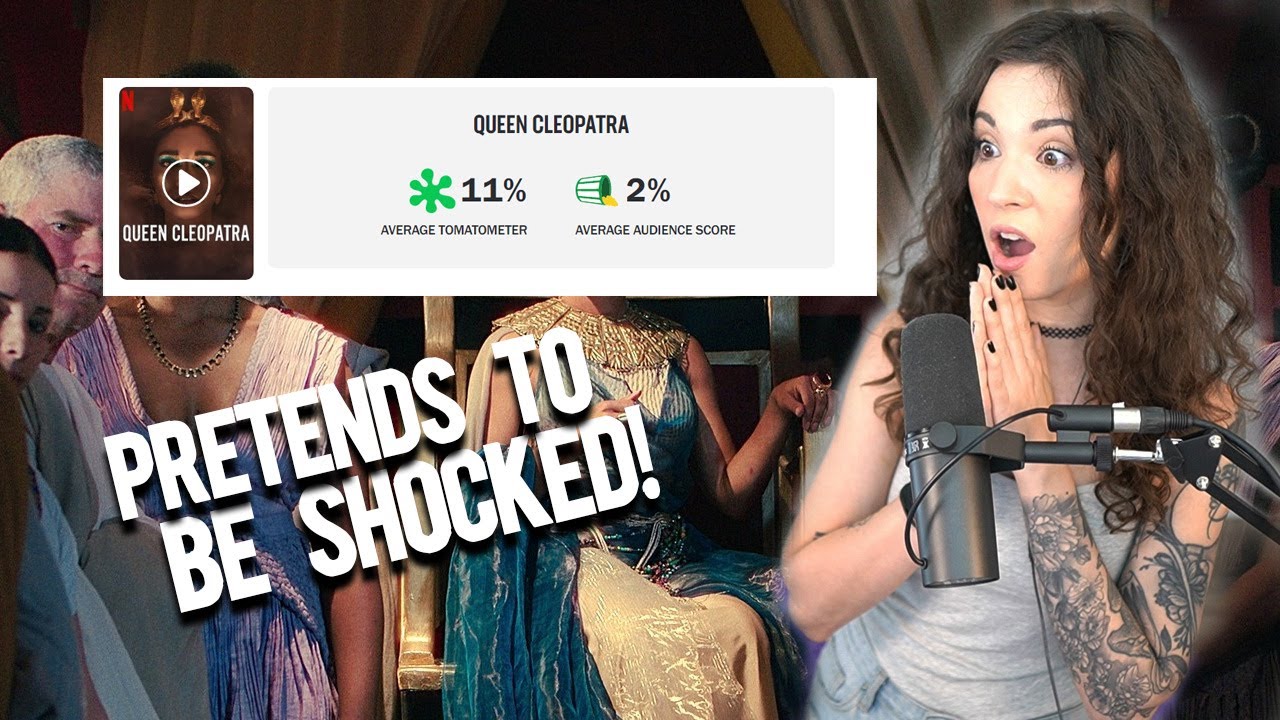 N
QUEEN CLEOPATRA
QUEEN CLEOPATRA
11%
2%
AVERAGE TOMATOMETER
AVERAGE AUDIENCE SCORE
PRETENDS TO
BE SHOCKED!